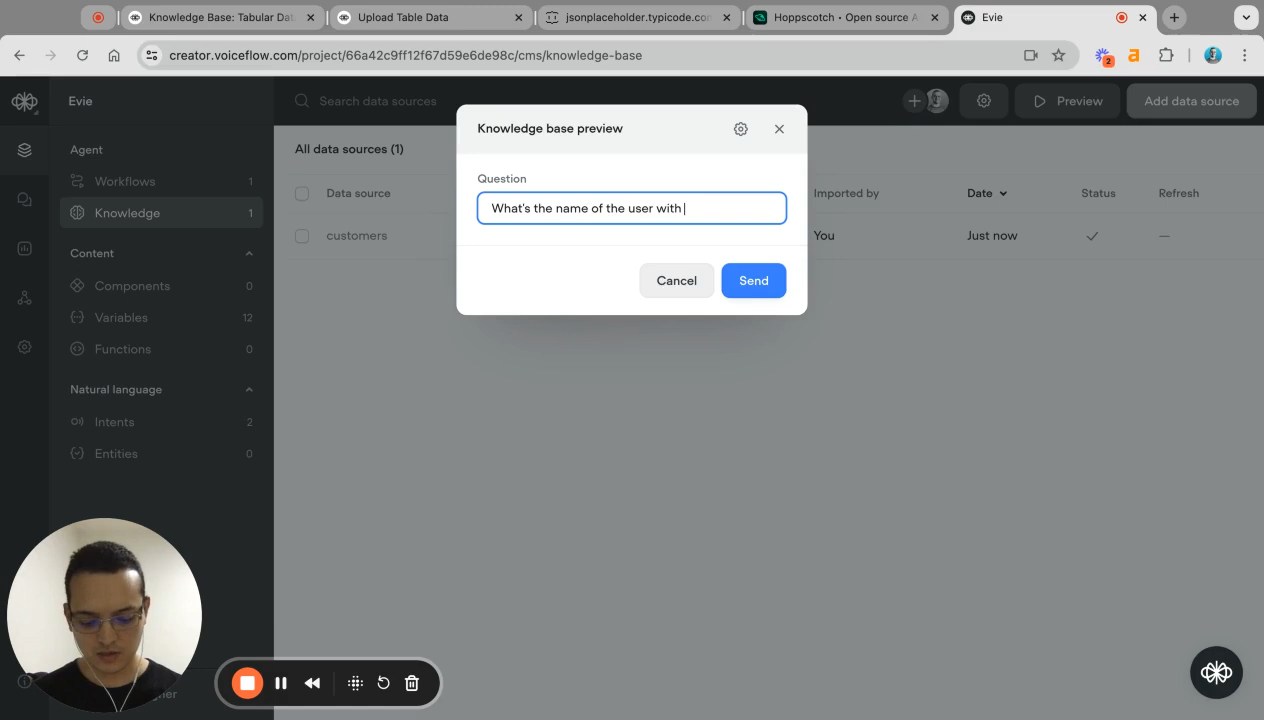 Knowledge Base: Tabular Dat
Upload Table Data
jsonplaceholder.typicode.co
Hoppscotch • Open source A
Evie
creator.voiceflow.com/project/66a42c9ff12f67d59e6de98c/cms/knowledge-base
2
Evie
Search data sources
Preview
Add data source
Agent
Workflows 1
Knowledge 1
Content
Components 0
Variables 12
Functions 0
Natural language
Intents 2
Entities 0
All data sources (1)
Data source
Imported by
Date
Status
Refresh
customers
You
Just now
Knowledge base preview
Question
What's the name of the user with
Cancel
Send